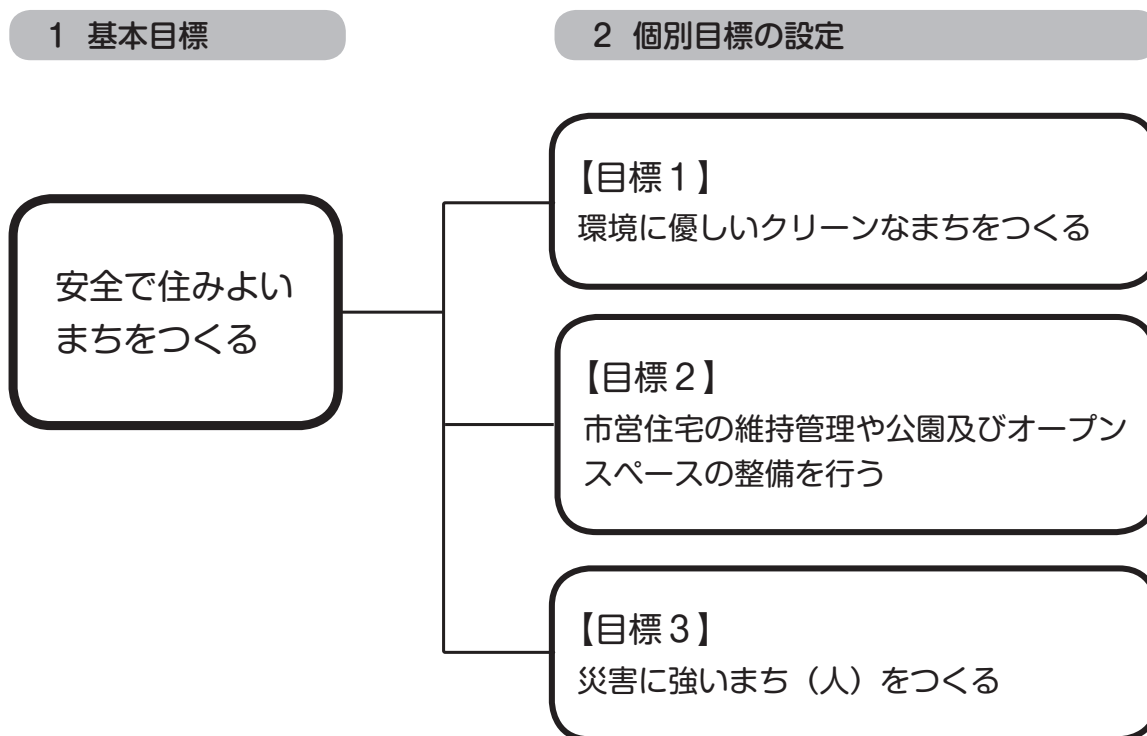 1 基本目標
2 個別目標の設定
安全で住みよい
まちをつくる
【目標1】
環境に優しいクリーンなまちをつくる
【目標2】
市営住宅の維持管理や公園及びオープン
スペースの整備を行う
【目標3】
災害に強いまち（人）をつくる